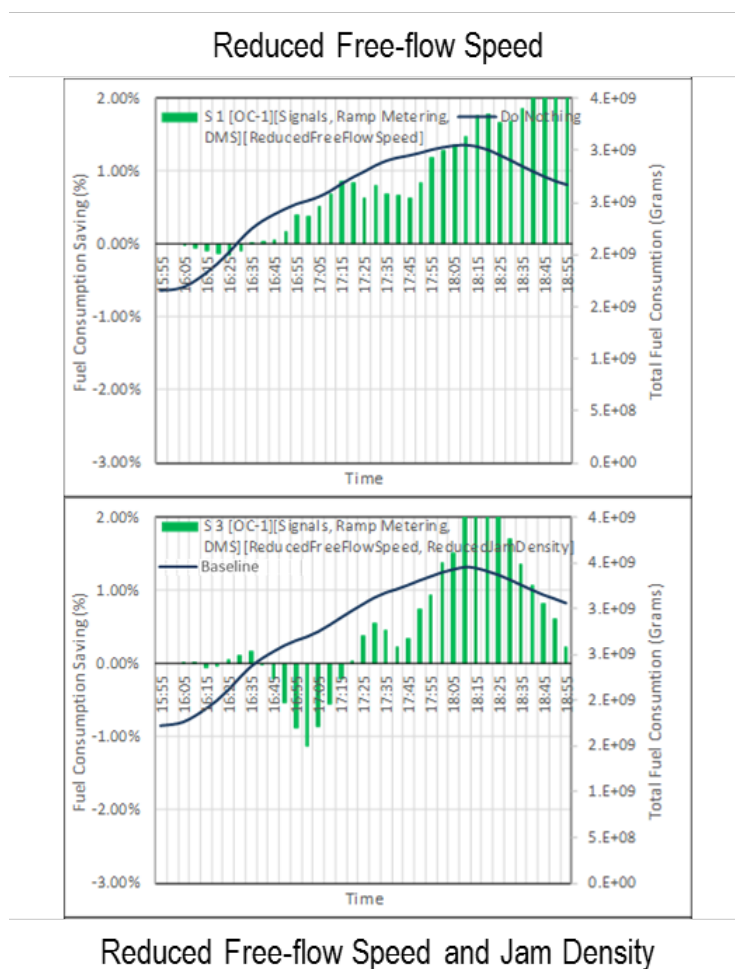 Reduced Free-flow Speed
2.00%
1.00%
0.00%
-1.00%
-2.00%
-3.00%
Fuel Consumption Saving (%)
S 1 [OC-1][Signals, Ramp Metering,
DMS][ReducedFreeFlowSpeed]
Do Nothing
15:55
16:05
16:15
16:25
16:35
16:45
16:55
17:05
17:15
17:25
17:35
17:45
17:55
18:05
18:15
18:25
18:35
18:45
18:55
4.E+09
3.E+09
3.E+09
2.E+09
2.E+09
1.E+09
5.E+08
0.E+00
Total Fuel Consumtion (Grams)
Time
2.00%
1.00%
0.00%
-1.00%
-2.00%
-3.00%
Fuel Consumption Saving (%)
S 3 [OC-1][Signals, Ramp Metering,
DMS][ReducedFreeFlowSpeed, ReducedJamDensity]
Baseline
15:55
16:05
16:15
16:25
16:35
16:45
16:55
17:05
17:15
17:25
17:35
17:45
17:55
18:05
18:15
18:25
18:35
18:45
18:55
4.E+09
4.E+09
3.E+09
3.E+09
2.E+09
2.E+09
1.E+09
5.E+08
0.E+00
Total Fuel Consumtion (Grams)
Time
Reduced Free-flow Speed and Jam Density